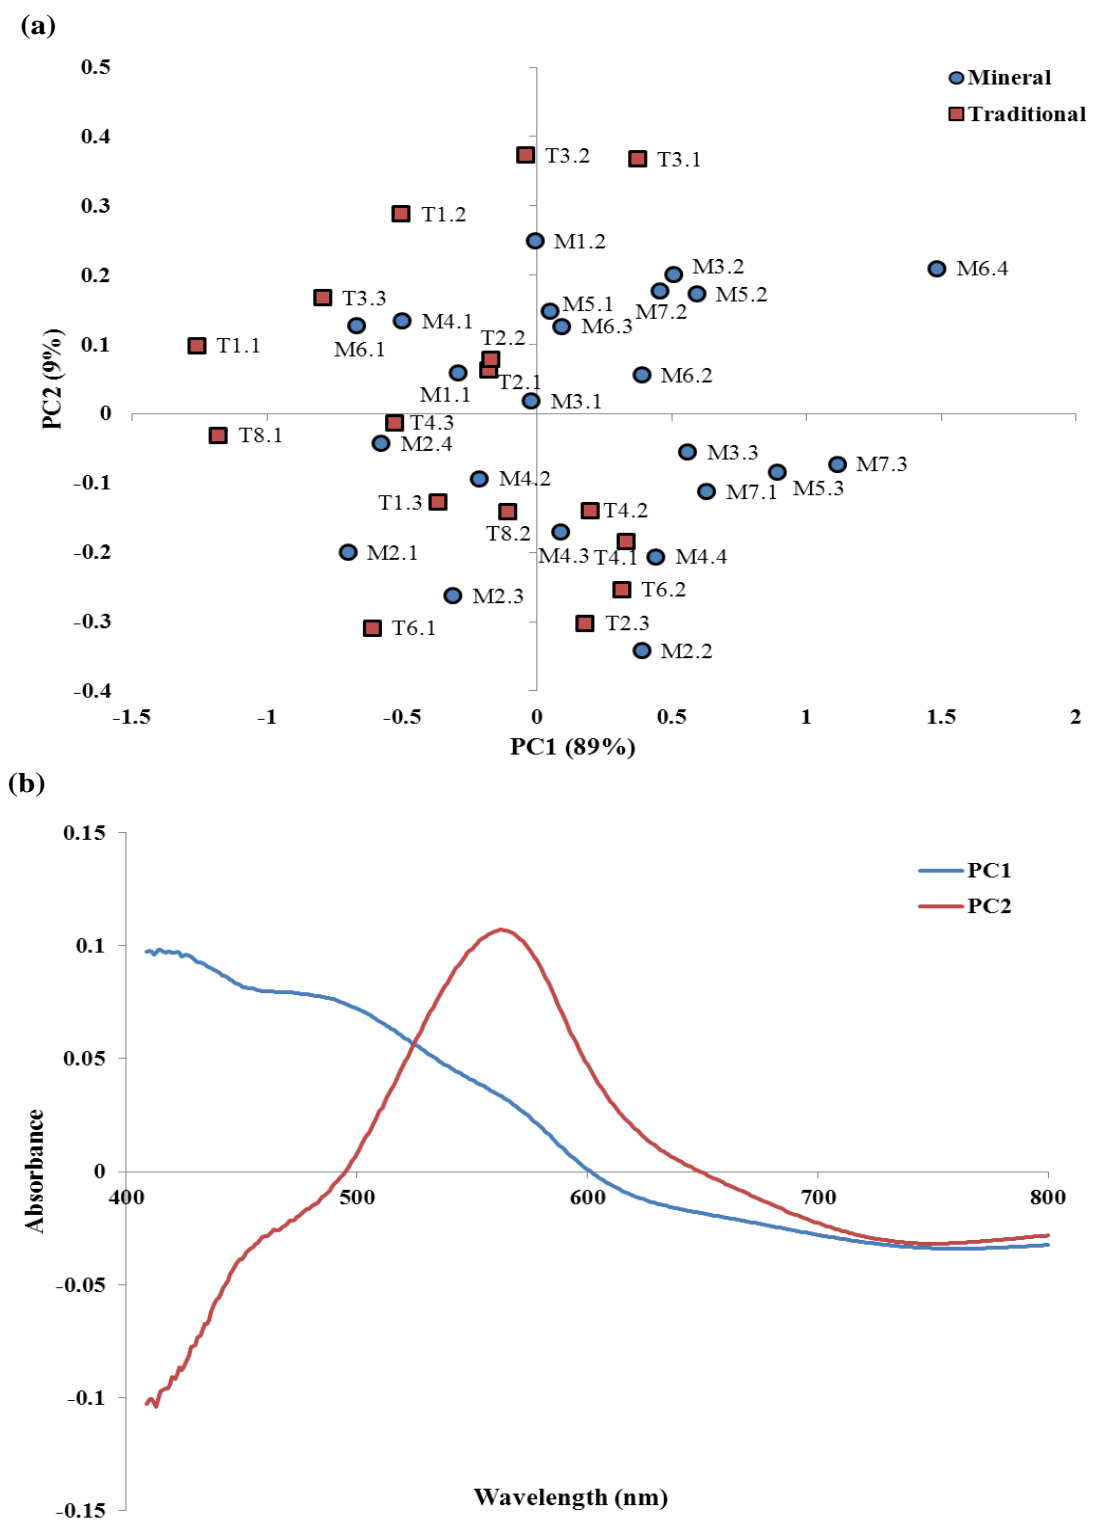 (a)
0.5
Mineral
Traditional
0.4
T3.2
T3.1
0.3
T1.2
M1.2
0.2
M3.2
M6.4
T3.3
M7.2
M5.2
M4.1
M5.1
M6.3
M6.1
0.1
T1.1
T2.2
T2.1
M1.1
M6.2
M3.1
PC2 (9%)
0
T4.3
T8.1
M2.4
M3.3
M7.3
M5.3
-0.1
M4.2
M7.1
T1.3
T8.2
T4.2
M4.3
T4.1
M4.4
-0.2
M2.1
T6.2
M2.3
-0.3
T6.1
T2.3
M2.2
-0.4
-1.5 -1 -0.5 0 0.5 1 1.5 2
PC1 (89%)
(b)
0.15
PC1
PC2
0.1
0.05
Absorbance
0
400 500 600 700 800
-0.05
-0.1
-0.15
Wavelength (nm)